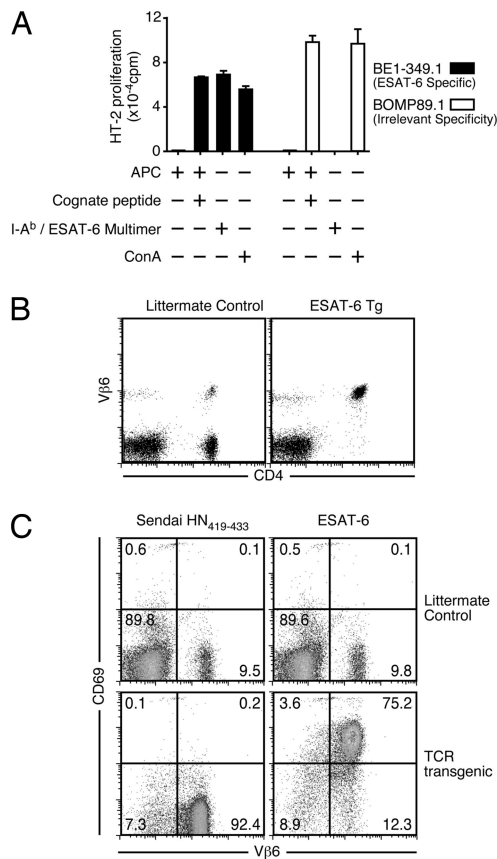 A
HT-2 proliferation
(x10-4cpm)
12
8
4
0
BE1-349.1
(ESAT-6 Specific)
BOMP89.1
(Irrelevant Specificity)
APC + + − − + + − −
Cognate peptide − + − − − + − −
I-Ab / ESAT-6 Multimer − − + − − − + −
ConA − − − + − − − +
B
Littermate Control ESAT-6 Tg
Vβ6
CD4
C
Sendai HN419-433 ESAT-6
0.6 0.1 0.5 0.1
Littermate
Control
89.8 9.5 89.6 9.8
CD69
0.1 0.2 3.6 75.2
TCR
transgenic
7.3 92.4 8.9 12.3
Vβ6